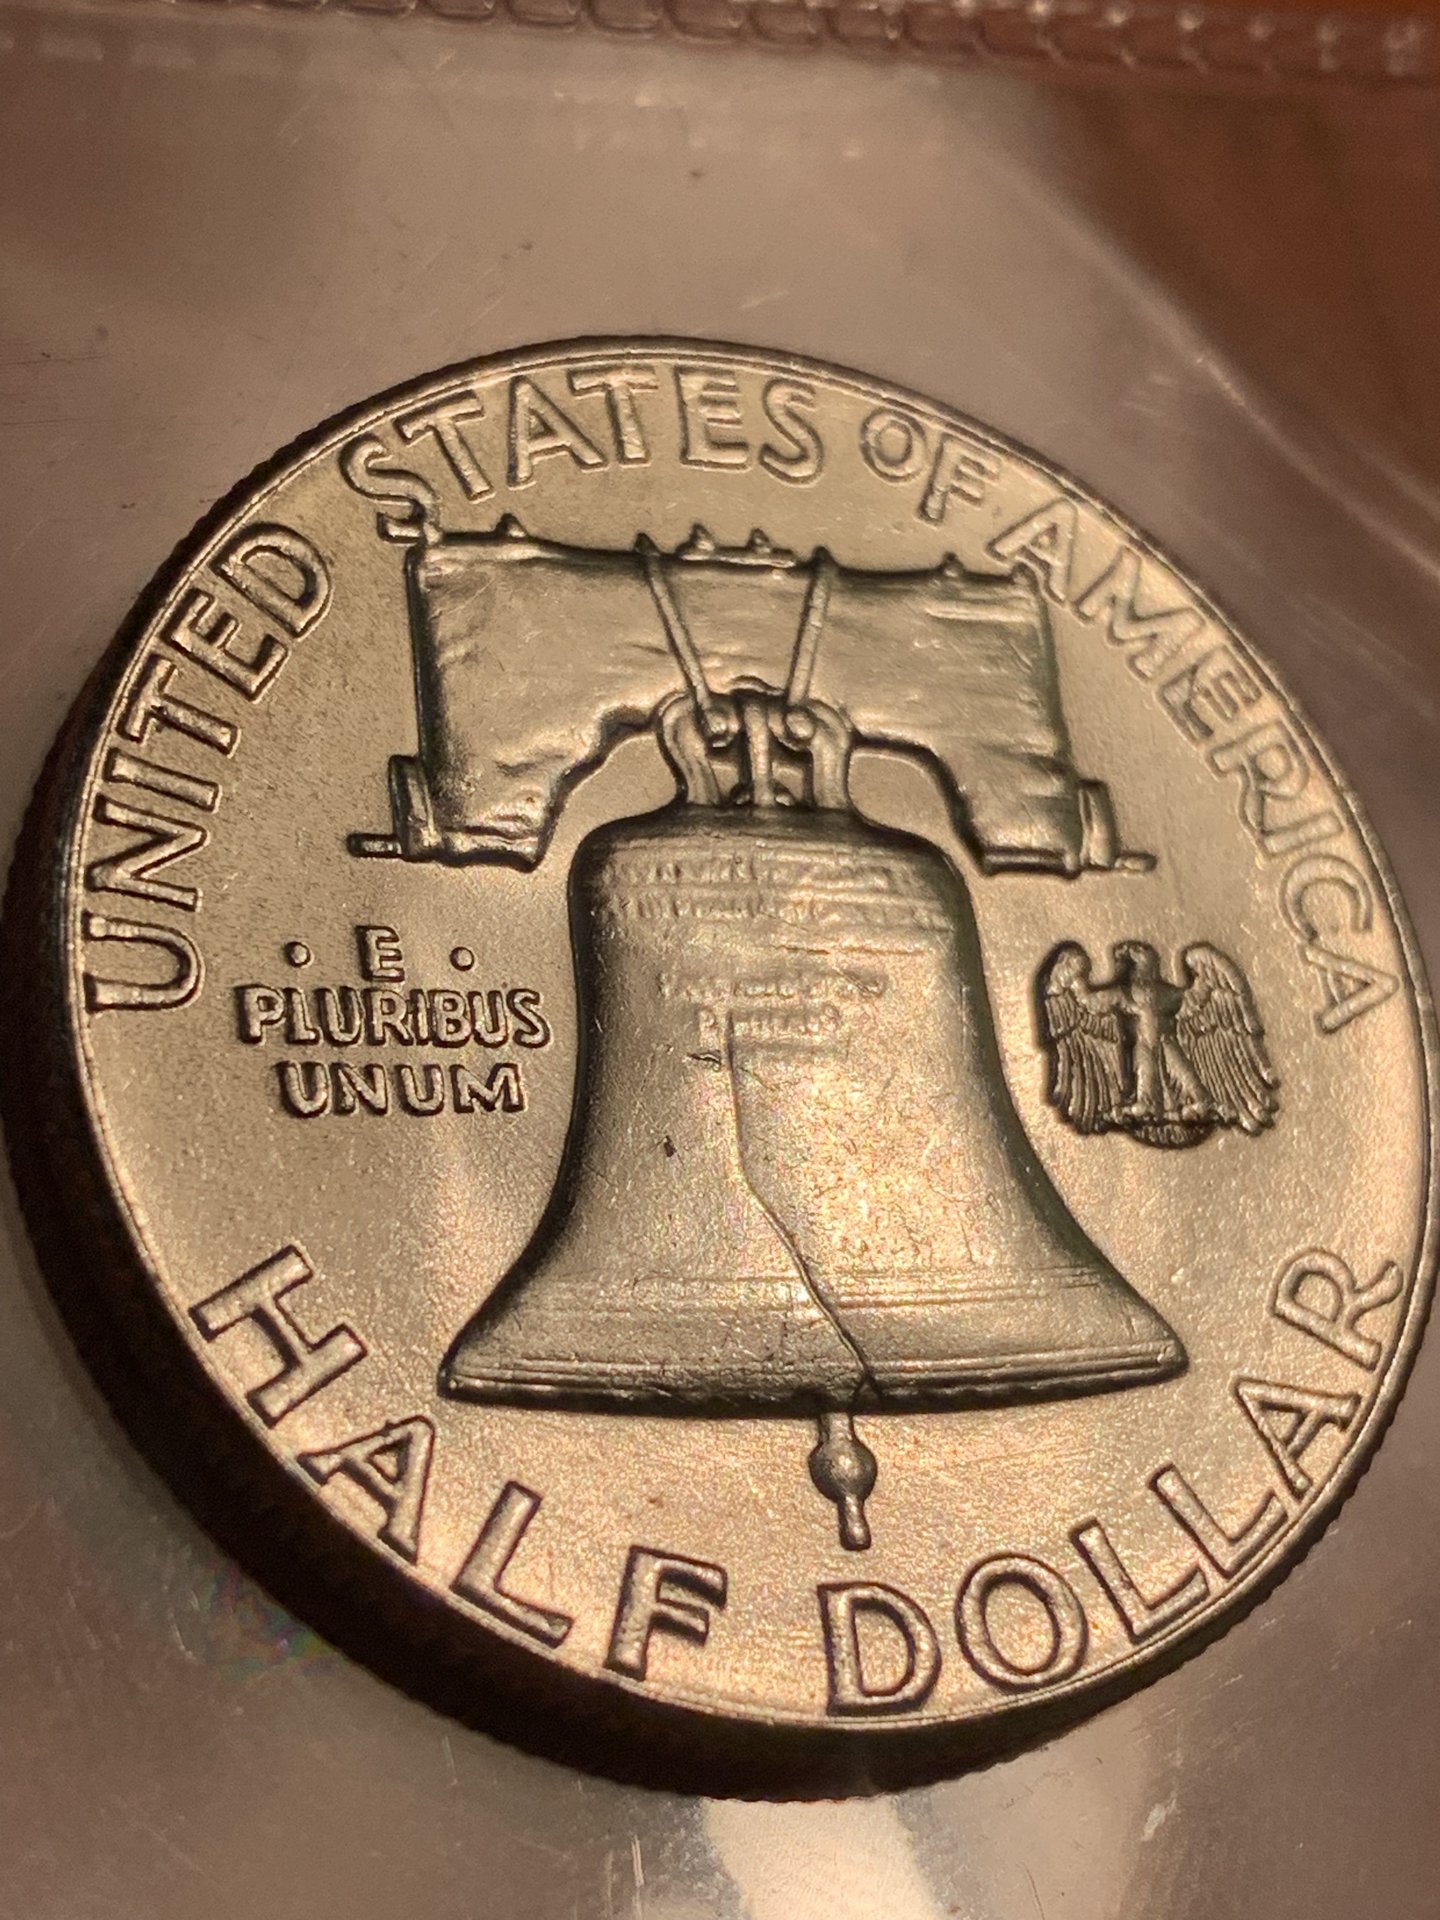 UNITED STATES OF AMERICA
· E ·
PLURIBUS
UNUM
HALF DOLLAR